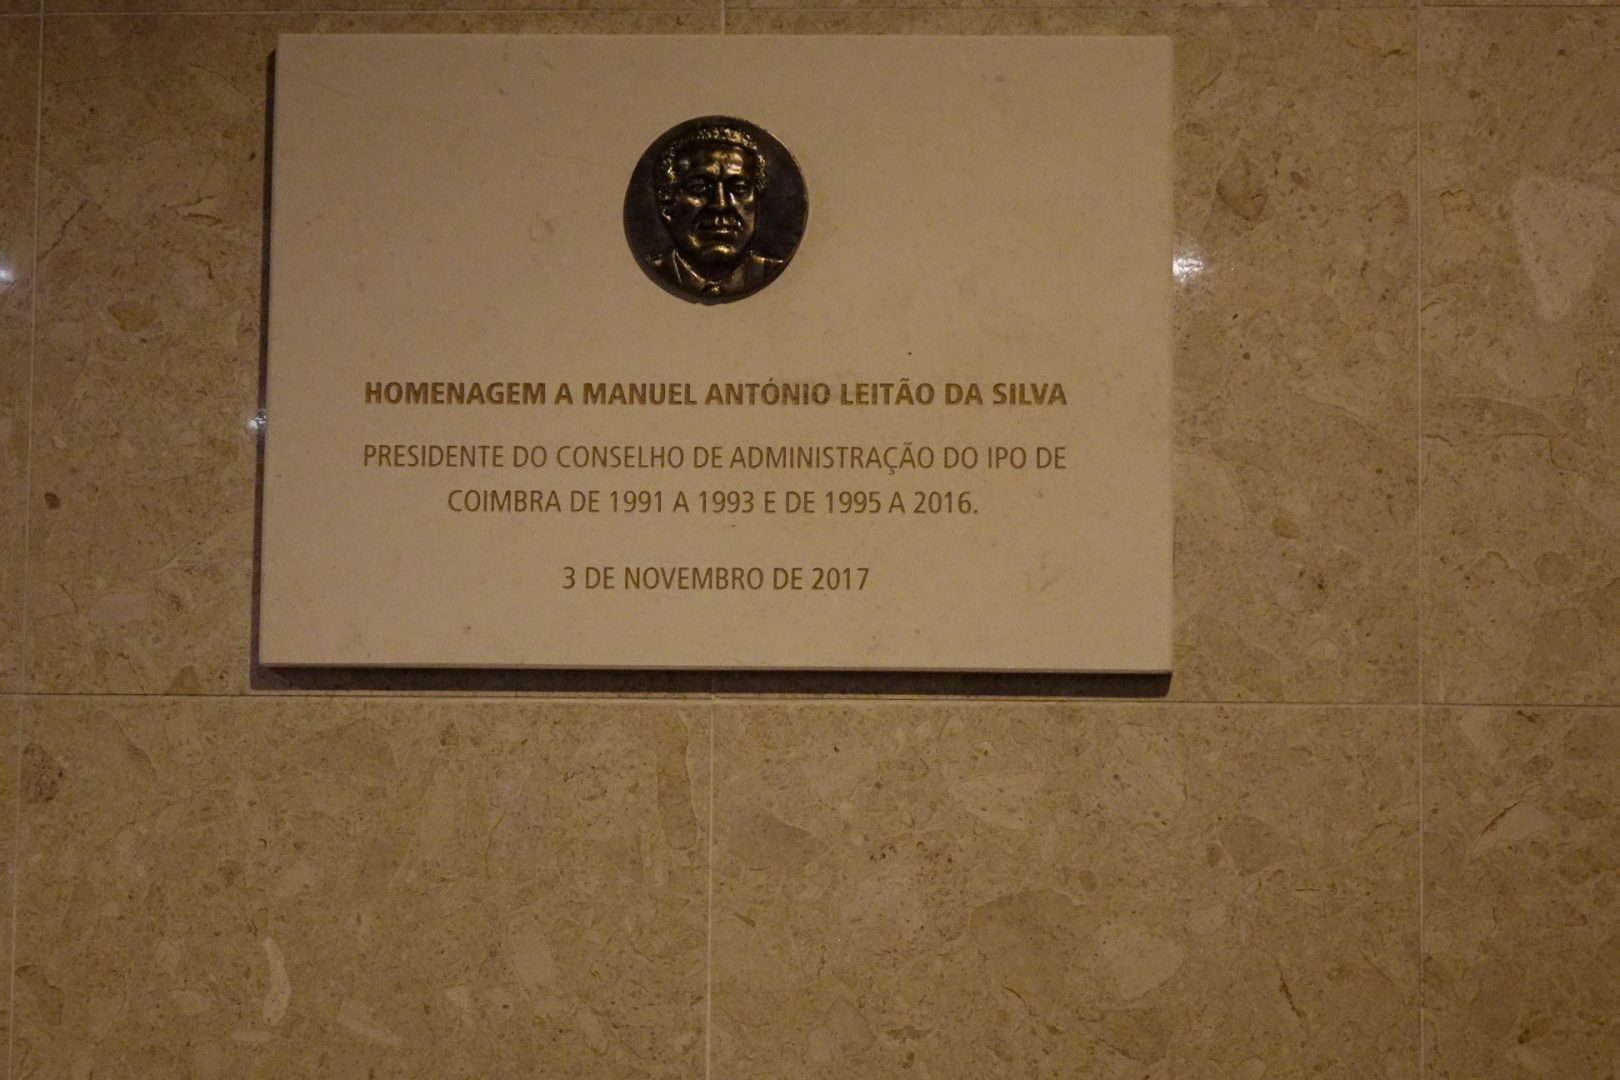 HOMENAGEM A MANUEL ANTÓNIO LEITÃO DA SILVA
PRESIDENTE DO CONSELHO DE ADMINISTRAÇÃO DO IPO DE
COIMBRA DE 1991 A 1993 E DE 1995 A 2016.
3 DE NOVEMBRO DE 2017